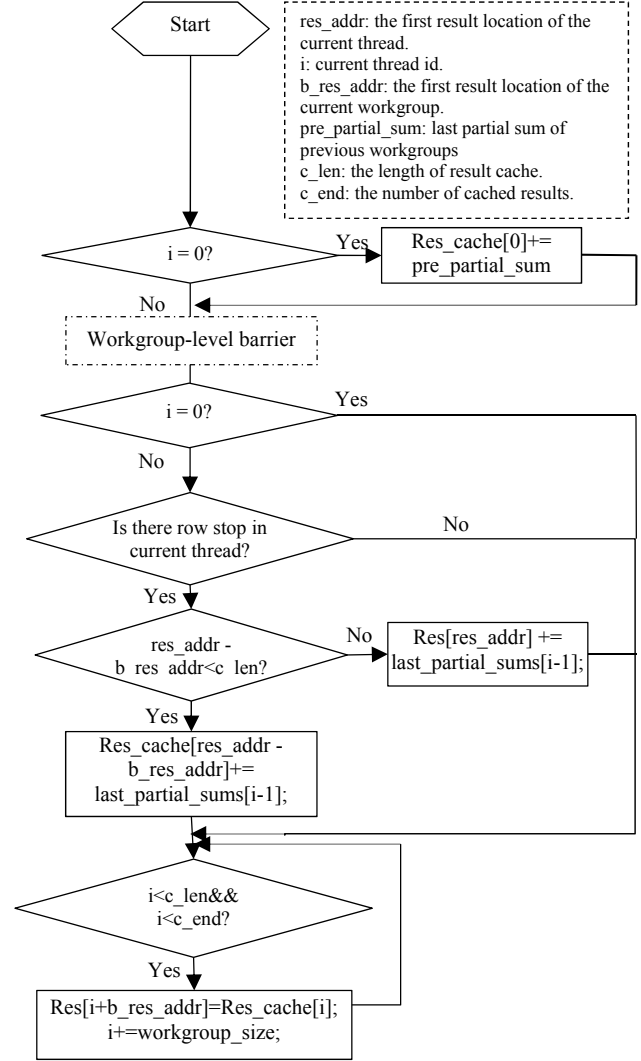 Start
res_addr: the first result location of the
current thread.
i: current thread id.
b_res_addr: the first result location of the
current workgroup.
pre_partial_sum: last partial sum of
previous workgroups
c_len: the length of result cache.
c_end: the number of cached results.
i = 0?
Yes
Res_cache[0]+=
pre_partial_sum
No
Workgroup-level barrier
i = 0?
Yes
No
Is there row stop in
current thread?
No
Yes
res_addr -
b_res_addr<c_len?
No
Res[res_addr] +=
last_partial_sums[i-1];
Yes
Res_cache[res_addr -
b_res_addr]+=
last_partial_sums[i-1];
i<c_len&&
i<c_end?
Yes
Res[i+b_res_addr]=Res_cache[i];
i+=workgroup_size;